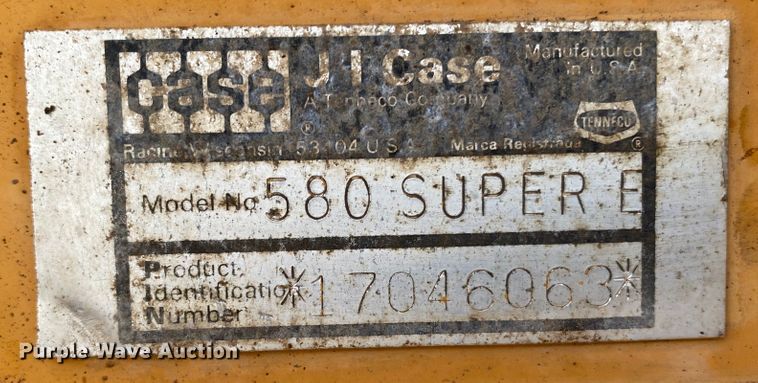 case
J I Case
A Tenneco Company
Manufactured
in U.S.A.
TENNECO
®
®
Racine Wisconsin 53404 U.S.A.
Marca Registrada
Model No 580 SUPER E
Product
Identification
Number
*17046063*
Purple Wave Auction